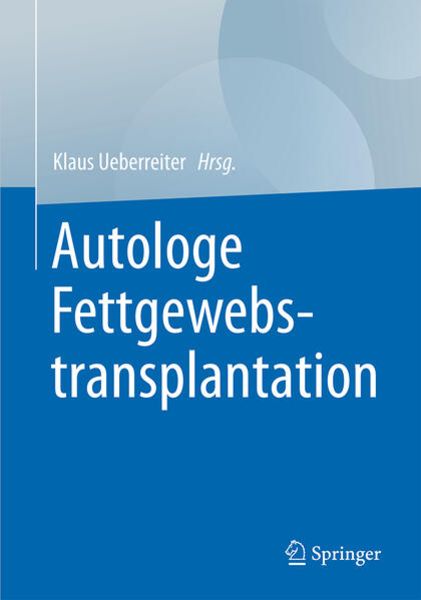 Klaus Ueberreiter Hrsg.
Autologe
Fettgewebs-
transplantation
Springer